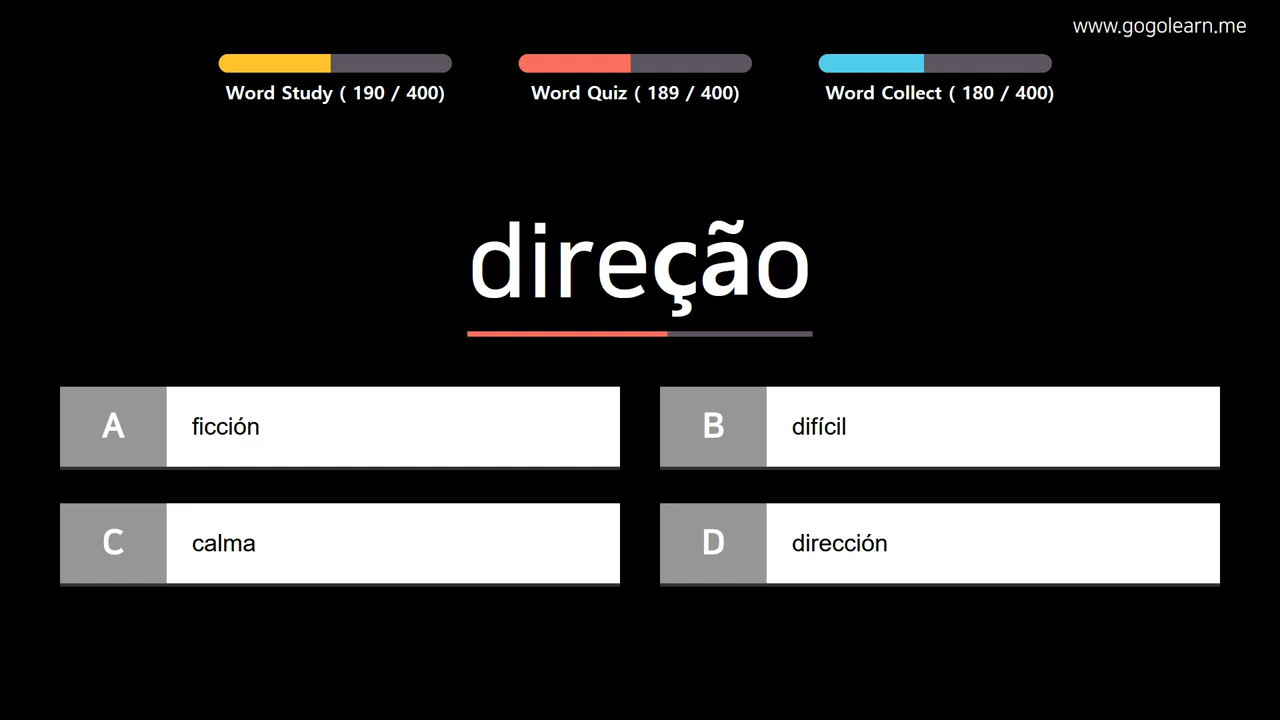 www.gogolearn.me
Word Study ( 190 / 400)
Word Quiz ( 189 / 400)
Word Collect ( 180 / 400)
direção
A ficción
B difícil
C calma
D dirección